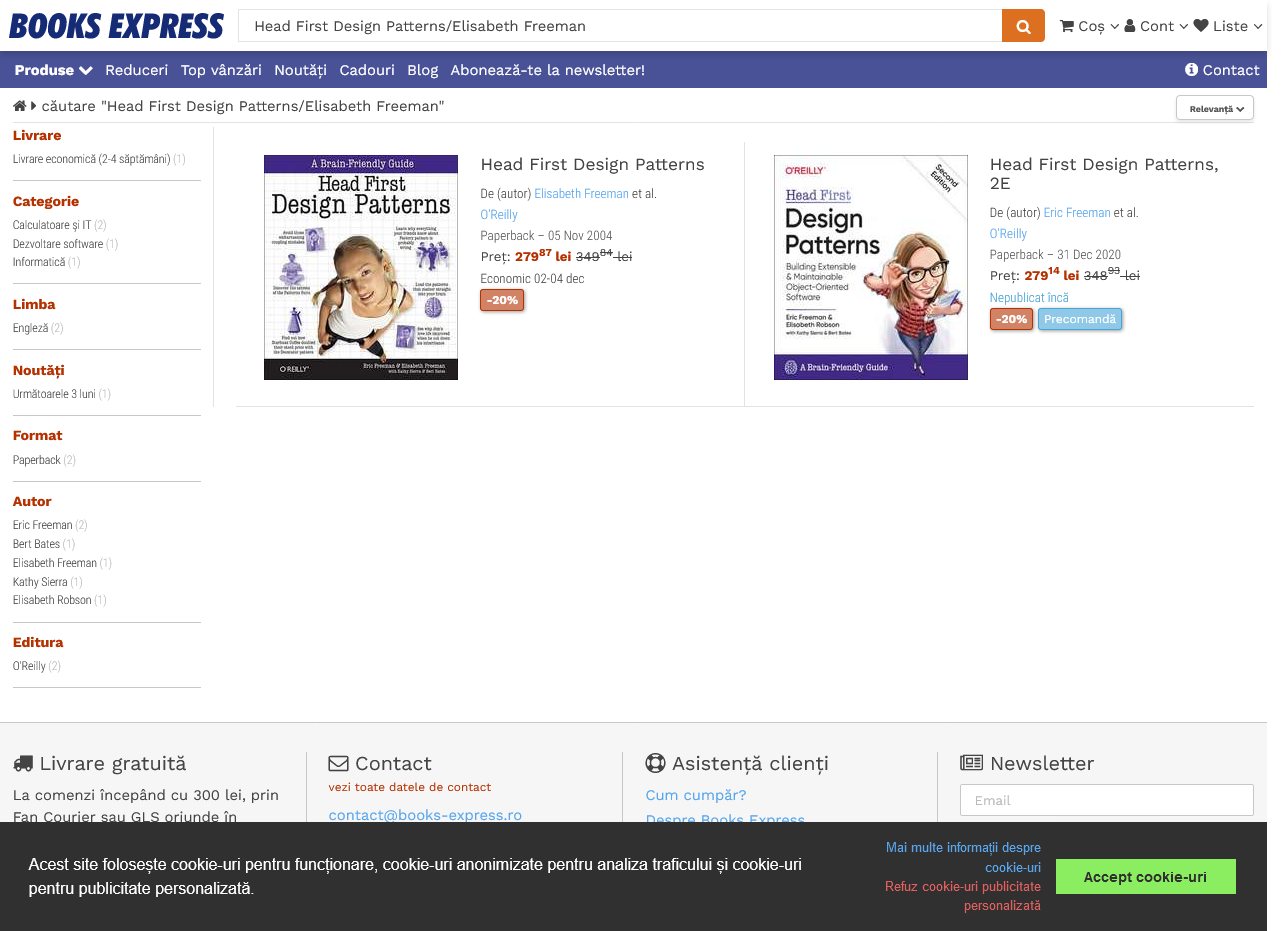 BOOKS EXPRESS
Head First Design Patterns/Elisabeth Freeman
Coș Cont Liste
Produse Reduceri Top vânzări Noutăți Cadouri Blog Abonează-te la newsletter! Contact
căutare "Head First Design Patterns/Elisabeth Freeman"
Relevanță
Livrare
Livrare economică (2-4 săptămâni) (1)
Categorie
Calculatoare și IT (2)
Dezvoltare software (1)
Informatică (1)
Limba
Engleză (2)
Noutăți
Următoarele 3 luni (1)
Format
Paperback (2)
Autor
Eric Freeman (2)
Bert Bates (1)
Elisabeth Freeman (1)
Kathy Sierra (1)
Elisabeth Robson (1)
Editura
O'Reilly (2)
A Brain-Friendly Guide
Head First
Design Patterns
O'REILLY
Eric Freeman & Elisabeth Freeman
with Kathy Sierra & Bert Bates
Head First Design Patterns
De (autor) Elisabeth Freeman et al.
O'Reilly
Paperback – 05 Nov 2004
Preț: 27987 lei 34984 lei
Economic 02-04 dec
-20%
O'REILLY
Second
Edition
Head First
Design
Patterns
Building Extensible
& Maintainable
Object-Oriented
Software
Eric Freeman &
Elisabeth Robson
with Kathy Sierra & Bert Bates
A Brain-Friendly Guide
Head First Design Patterns,
2E
De (autor) Eric Freeman et al.
O'Reilly
Paperback – 31 Dec 2020
Preț: 27914 lei 34893 lei
Nepublicat încă
-20% Precomandă
Livrare gratuită
La comenzi începând cu 300 lei, prin
Fan Courier sau GLS oriunde în
Contact
vezi toate datele de contact
contact@books-express.ro
Asistență clienți
Cum cumpăr?
Despre Books Express
Newsletter
Email
Acest site folosește cookie-uri pentru funcționare, cookie-uri anonimizate pentru analiza traficului și cookie-uri
pentru publicitate personalizată.
Mai multe informații despre
cookie-uri
Refuz cookie-uri publicitate
personalizată
Accept cookie-uri